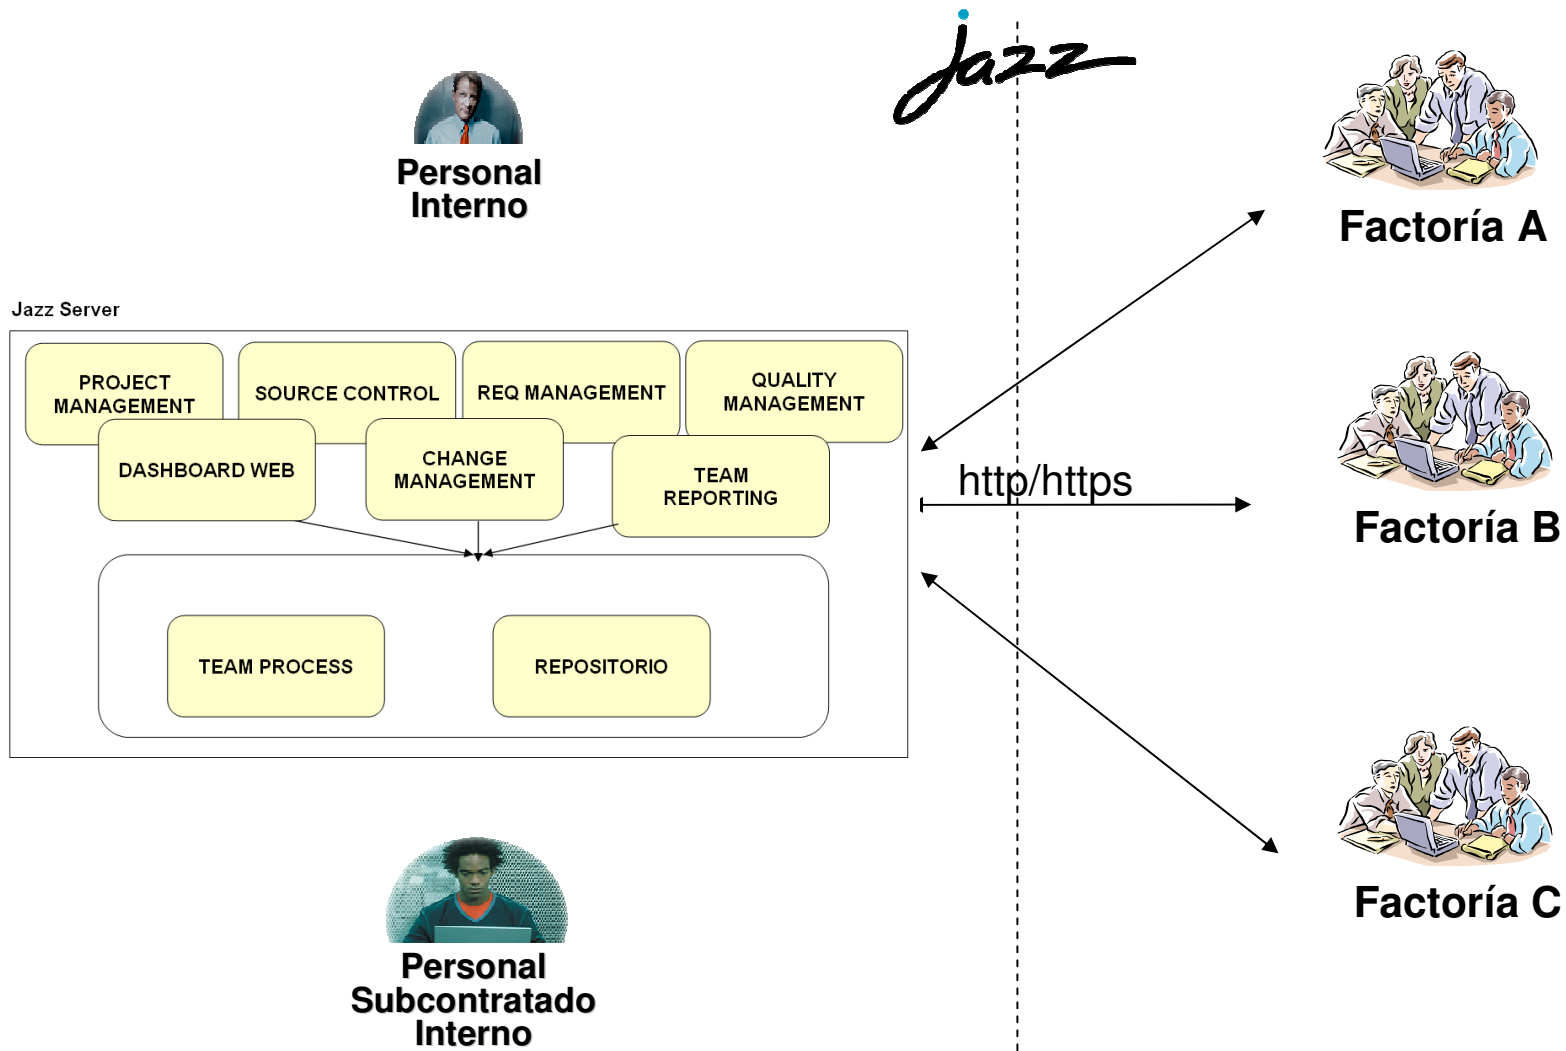 jazz
Personal
Interno
Factoría A
Jazz Server
PROJECT
MANAGEMENT
SOURCE CONTROL
REQ MANAGEMENT
QUALITY
MANAGEMENT
DASHBOARD WEB
CHANGE
MANAGEMENT
TEAM
REPORTING
http/https
Factoría B
TEAM PROCESS
REPOSITORIO
Factoría C
Personal
Subcontratado
Interno